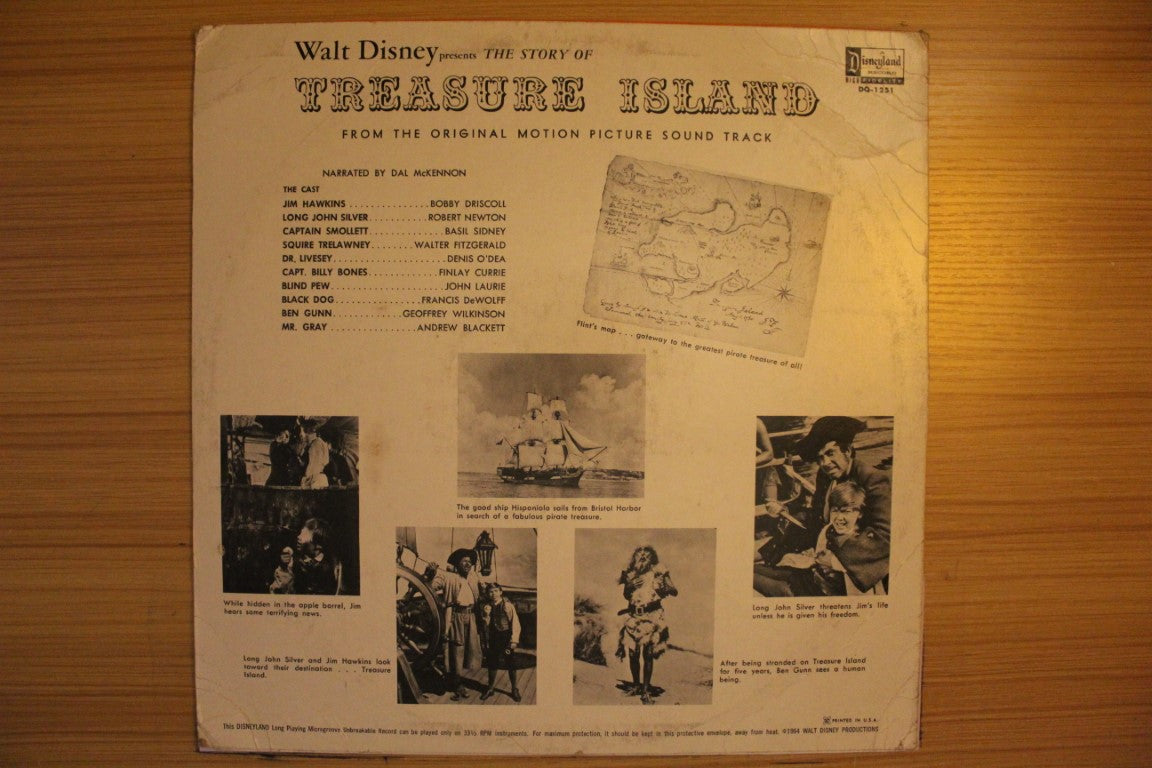 Walt Disney presents THE STORY OF
TREASURE ISLAND
FROM THE ORIGINAL MOTION PICTURE SOUND TRACK
Disneyland
RECORDS
HIGH FIDELITY
DQ-1251
NARRATED BY DAL McKENNON
THE CAST
JIM HAWKINS ................BOBBY DRISCOLL
LONG JOHN SILVER...........ROBERT NEWTON
CAPTAIN SMOLLETT.............BASIL SIDNEY
SQUIRE TRELAWNEY........WALTER FITZGERALD
DR. LIVESEY......................DENIS O'DEA
CAPT. BILLY BONES............FINLAY CURRIE
BLIND PEW......................JOHN LAURIE
BLACK DOG................FRANCIS DeWOLFF
BEN GUNN.............GEOFFREY WILKINSON
MR. GRAY ................ANDREW BLACKETT
Flint's map . . . gateway to the greatest pirate treasure of all!
The good ship Hispaniola sails from Bristol Harbor
in search of a fabulous pirate treasure.
While hidden in the apple barrel, Jim
hears some terrifying news.
Long John Silver threatens Jim's life
unless he is given his freedom.
Long John Silver and Jim Hawkins look
toward their destination . . . Treasure
Island.
After being stranded on Treasure Island
for five years, Ben Gunn sees a human
being.
PRINTED IN U.S.A.
This DISNEYLAND Long Playing Microgroove Unbreakable Record can be played only on 33⅓ RPM instruments. For maximum protection, it should be kept in this protective envelope, away from heat. ©1964 WALT DISNEY PRODUCTIONS